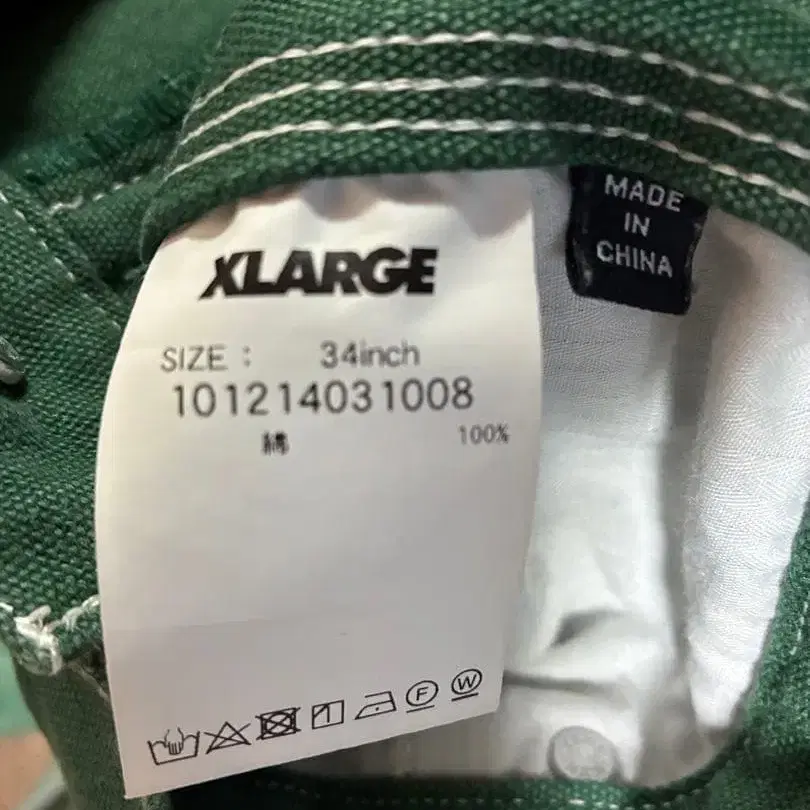 XLARGE
SIZE : 34inch
101214031008
綿 100%
F W
MADE
IN
CHINA